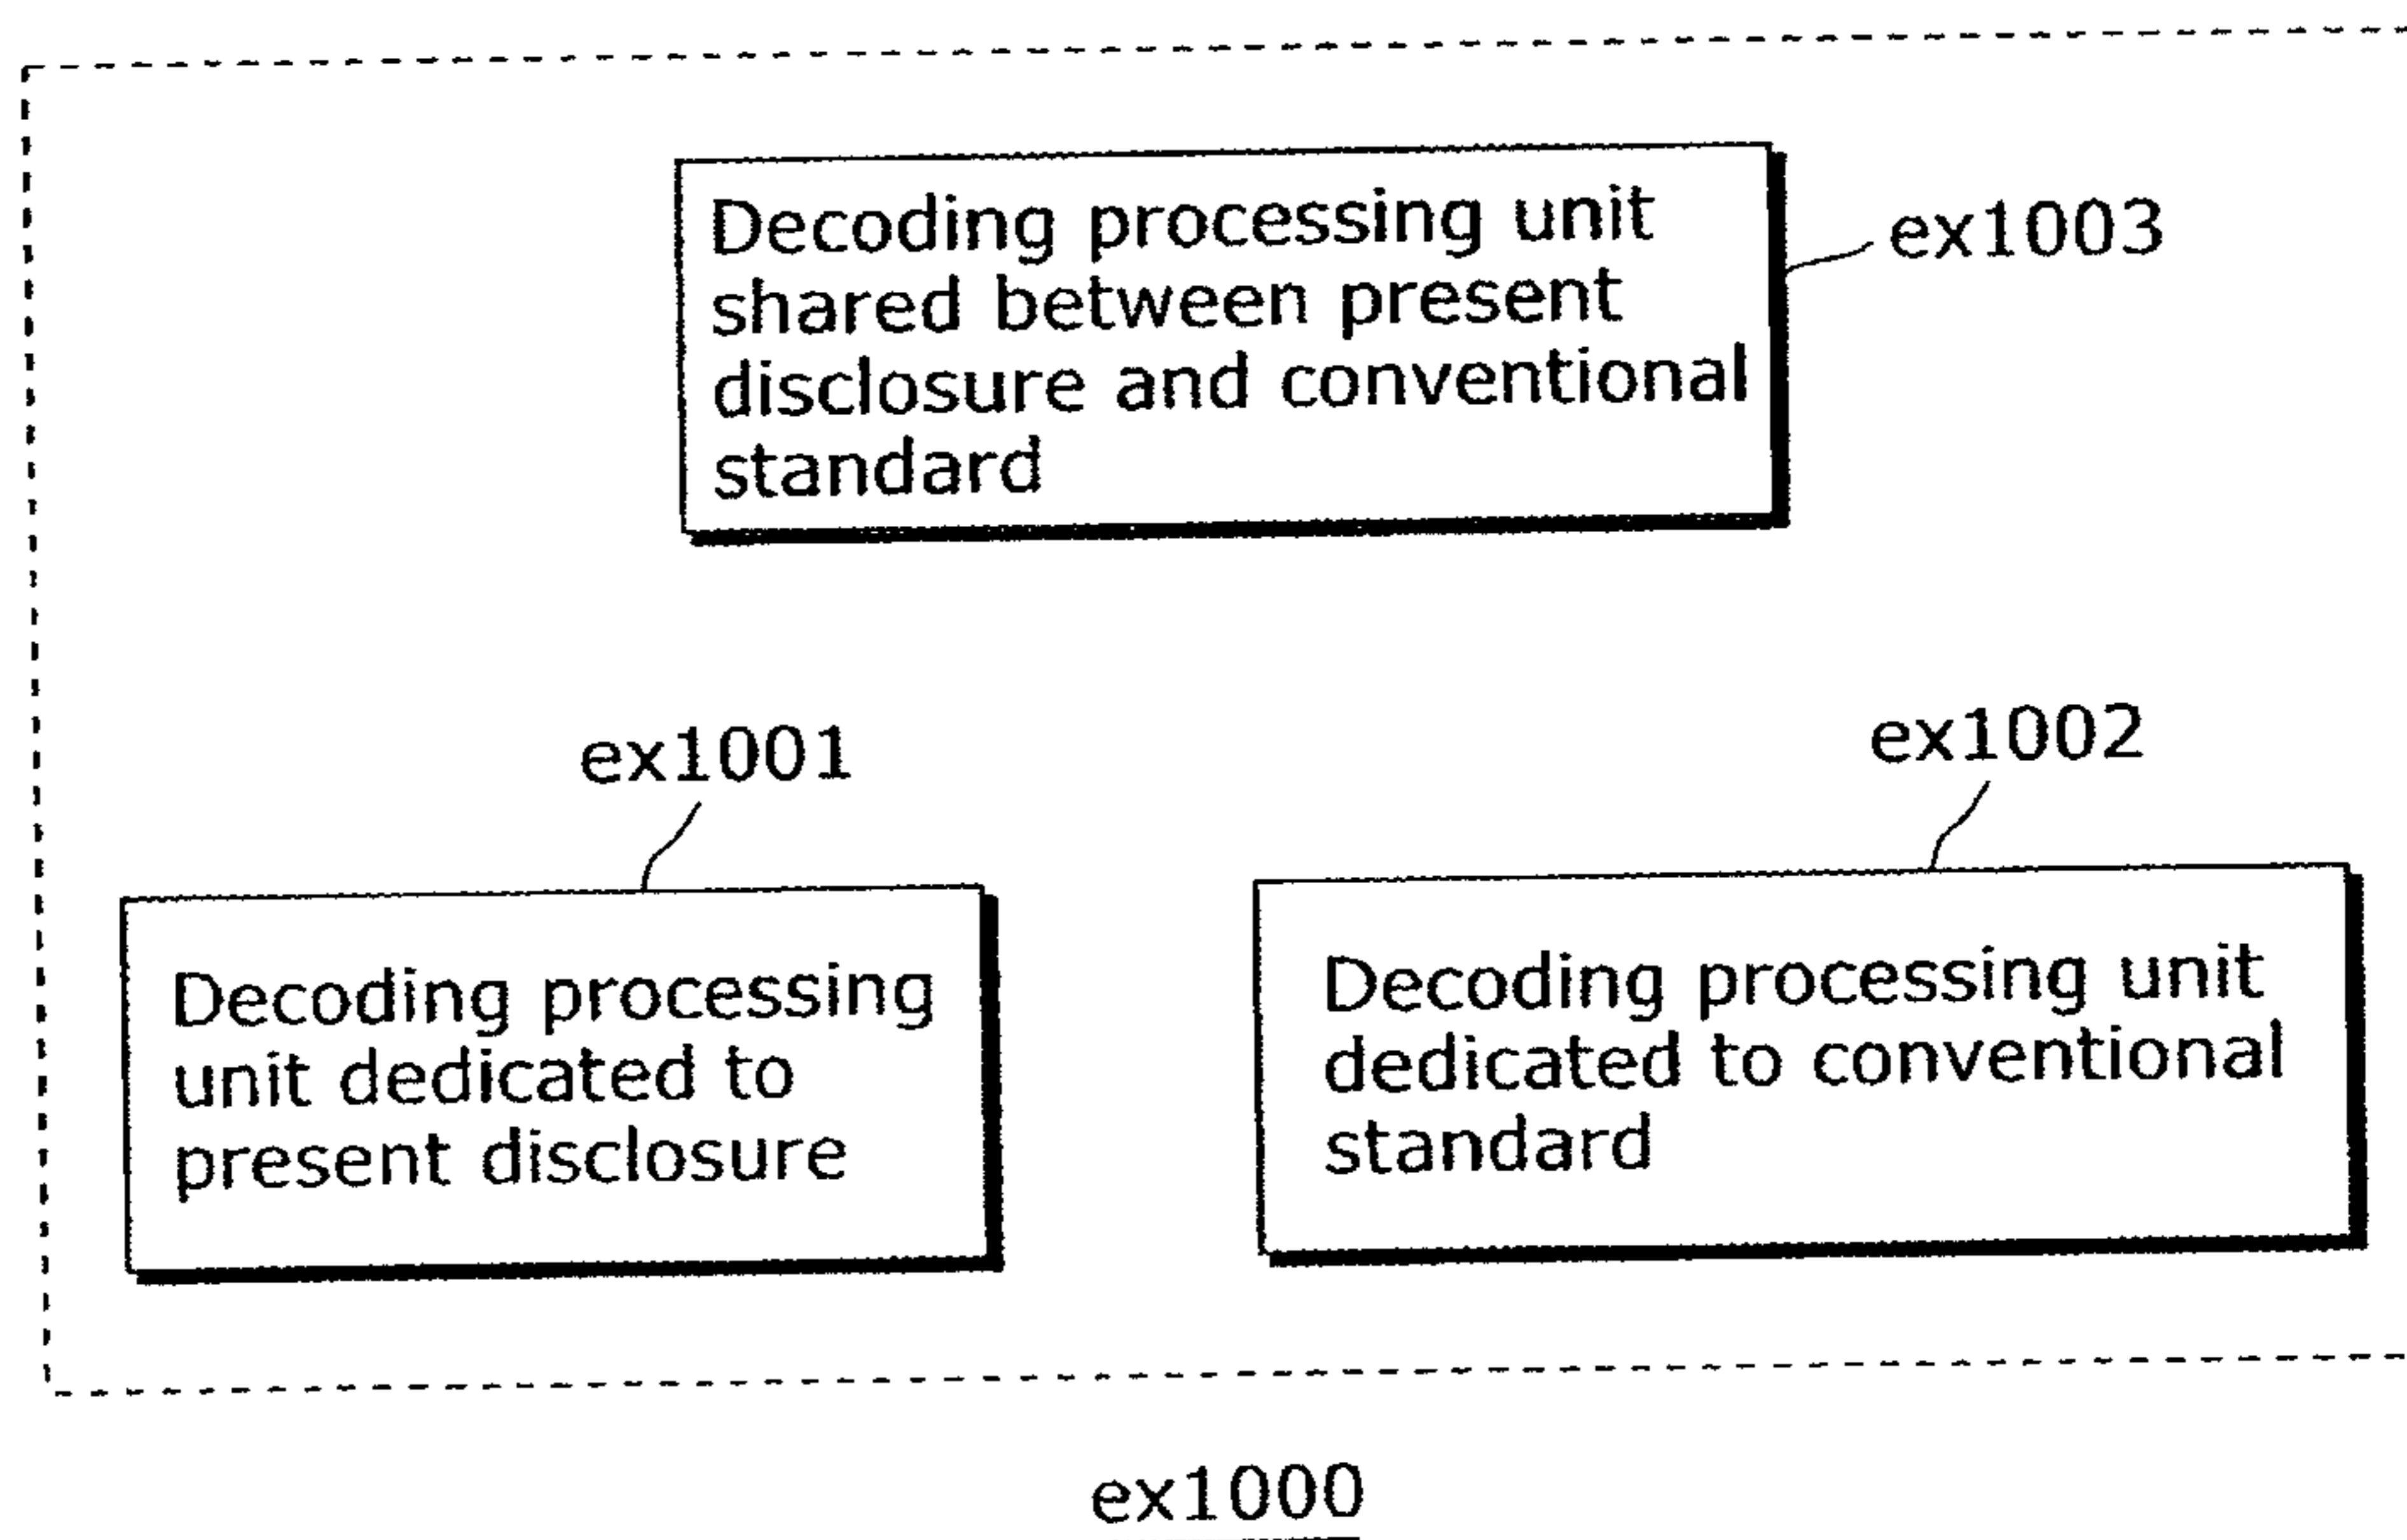 Decoding processing unit
shared between present
disclosure and conventional
standard
ex1003
ex1001
ex1002
Decoding processing
unit dedicated to
present disclosure
Decoding processing unit
dedicated to conventional
standard
ex1000